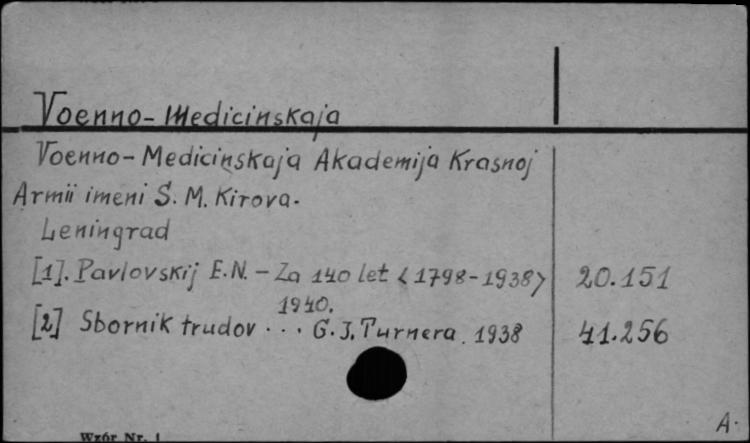 Voenno-Medicinskaja
Voenno-Medicinskaja Akademija Krasnoj
Armii imeni S. M. Kirova.
Leningrad
[1]. Pavlovskij E.N. - Za 140 let <1798-1938> 20.151
1940.
[2] Sbornik trudov ... G.J. Turnera. 1938 41.256
A.
Wzór Nr. 1